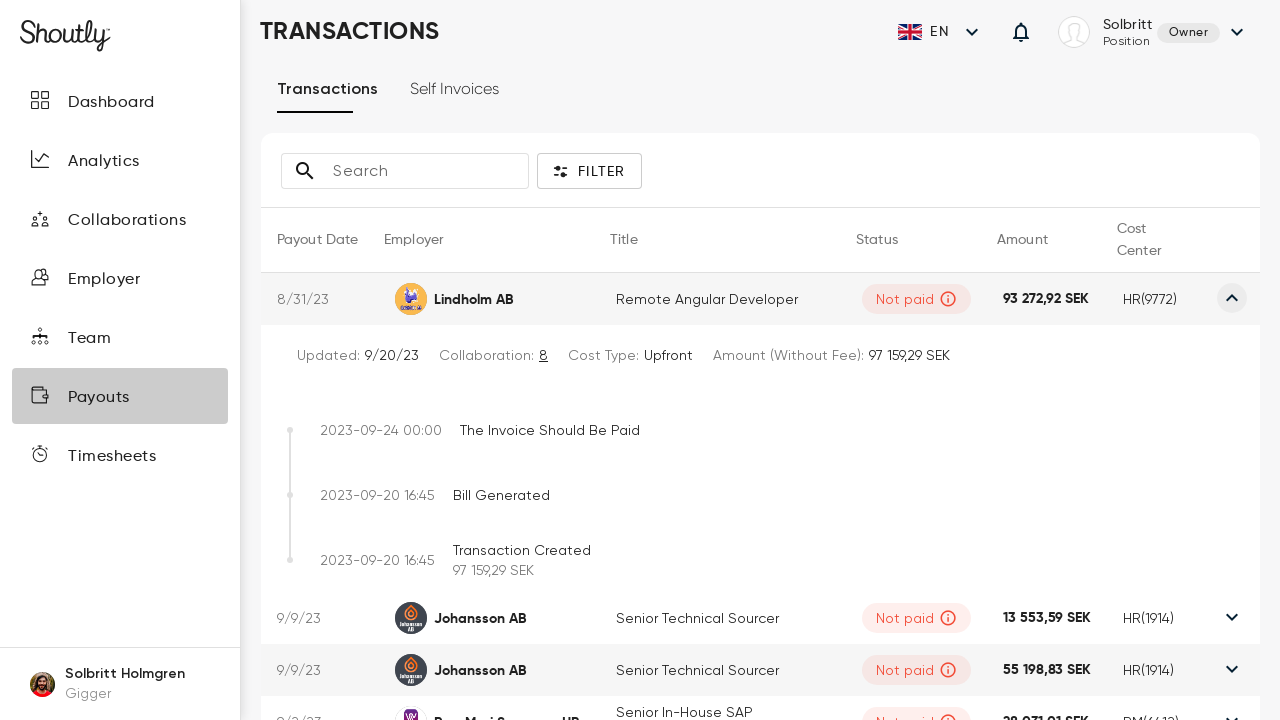 Shoutly
TRANSACTIONS
EN
Solbritt
Position
Owner
Dashboard
Analytics
Collaborations
Employer
Team
Payouts
Timesheets
Solbritt Holmgren
Gigger
Transactions
Self Invoices
Search
FILTER
Payout Date
Employer
Title
Status
Amount
Cost
Center
8/31/23
Lindholm AB
Remote Angular Developer
Not paid
93 272,92 SEK
HR(9772)
Updated: 9/20/23
Collaboration: 8
Cost Type: Upfront
Amount (Without Fee): 97 159,29 SEK
2023-09-24 00:00 The Invoice Should Be Paid
2023-09-20 16:45 Bill Generated
2023-09-20 16:45 Transaction Created
97 159,29 SEK
9/9/23
Johansson
AB
Johansson AB
Senior Technical Sourcer
Not paid
13 553,59 SEK
HR(1914)
9/9/23
Johansson
AB
Johansson AB
Senior Technical Sourcer
Not paid
55 198,83 SEK
HR(1914)
Senior In-House SAP
Not paid